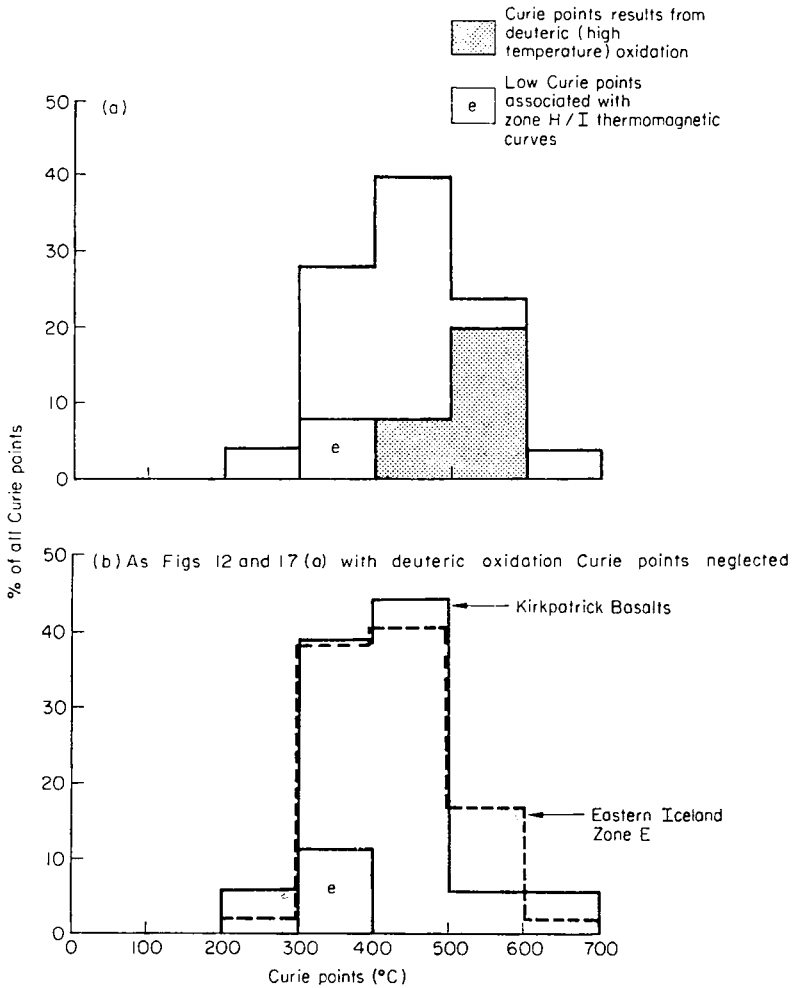 Curie points results from
deuteric (high
temperature) oxidation
e
Low Curie points
associated with
zone H/I thermomagnetic
curves
(a)
50
40
30
20
10
0
e
% of all Curie points
(b) As Figs 12 and 17(a) with deuteric oxidation Curie points neglected
50
40
30
20
10
0
Kirkpatrick Basalts
Eastern Iceland
Zone E
e
0 100 200 300 400 500 600 700
Curie points (°C)